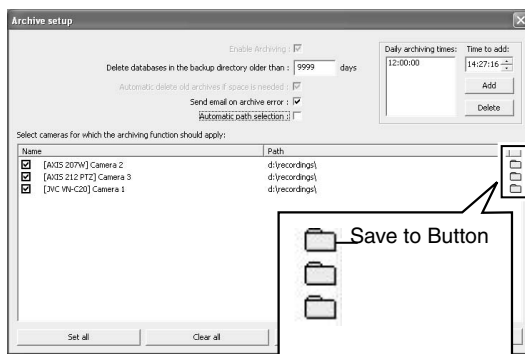 Archive setup
Enable Archiving :
Delete databases in the backup directory older than : 9999 days
Automatic delete old archives if space is needed :
Send email on archive error :
Automatic path selection :
Daily archiving times:
12:00:00
Time to add:
14:27:16
Add
Delete
Select cameras for which the archiving function should apply:
Name Path
[AXIS 207W] Camera 2 d:\recordings\
[AXIS 212 PTZ] Camera 3 d:\recordings\
[JVC VN-C20] Camera 1 d:\recordings\
Save to Button
Set all Clear all